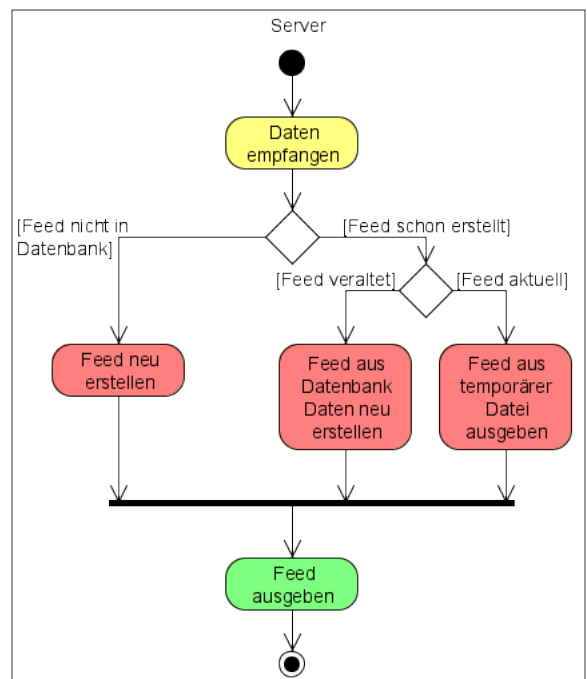 Server
Daten
empfangen
[Feed nicht in
Datenbank]
[Feed schon erstellt]
[Feed veraltet]
[Feed aktuell]
Feed neu
erstellen
Feed aus
Datenbank
Daten neu
erstellen
Feed aus
temporärer
Datei
ausgeben
Feed
ausgeben